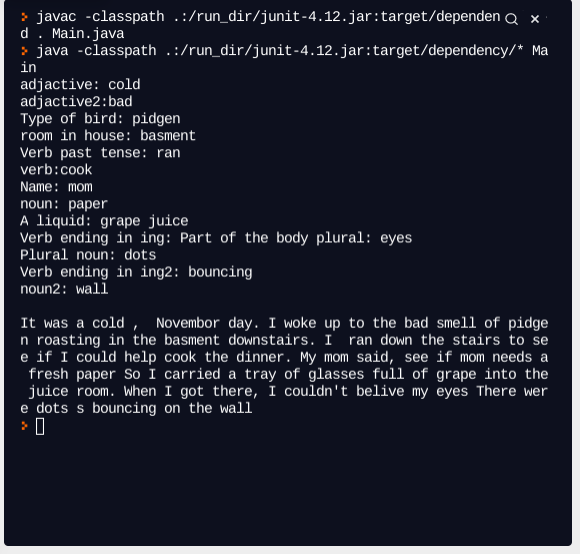 javac -classpath .:/run_dir/junit-4.12.jar:target/dependen
d . Main.java
java -classpath .:/run_dir/junit-4.12.jar:target/dependency/* Ma
in
adjactive: cold
adjactive2:bad
Type of bird: pidgen
room in house: basment
Verb past tense: ran
verb:cook
Name: mom
noun: paper
A liquid: grape juice
Verb ending in ing: Part of the body plural: eyes
Plural noun: dots
Verb ending in ing2: bouncing
noun2: wall
It was a cold ,  Novembor day. I woke up to the bad smell of pidge
n roasting in the basment downstairs. I  ran down the stairs to se
e if I could help cook the dinner. My mom said, see if mom needs a
 fresh paper So I carried a tray of glasses full of grape into the
 juice room. When I got there, I couldn't belive my eyes There wer
e dots s bouncing on the wall